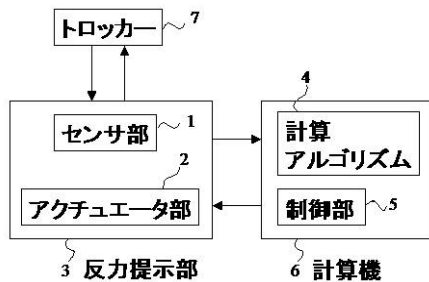 トロッカー
7
センサ部
1
2
アクチュエータ部
3 反力提示部
4
計算
アルゴリズム
制御部
5
6 計算機